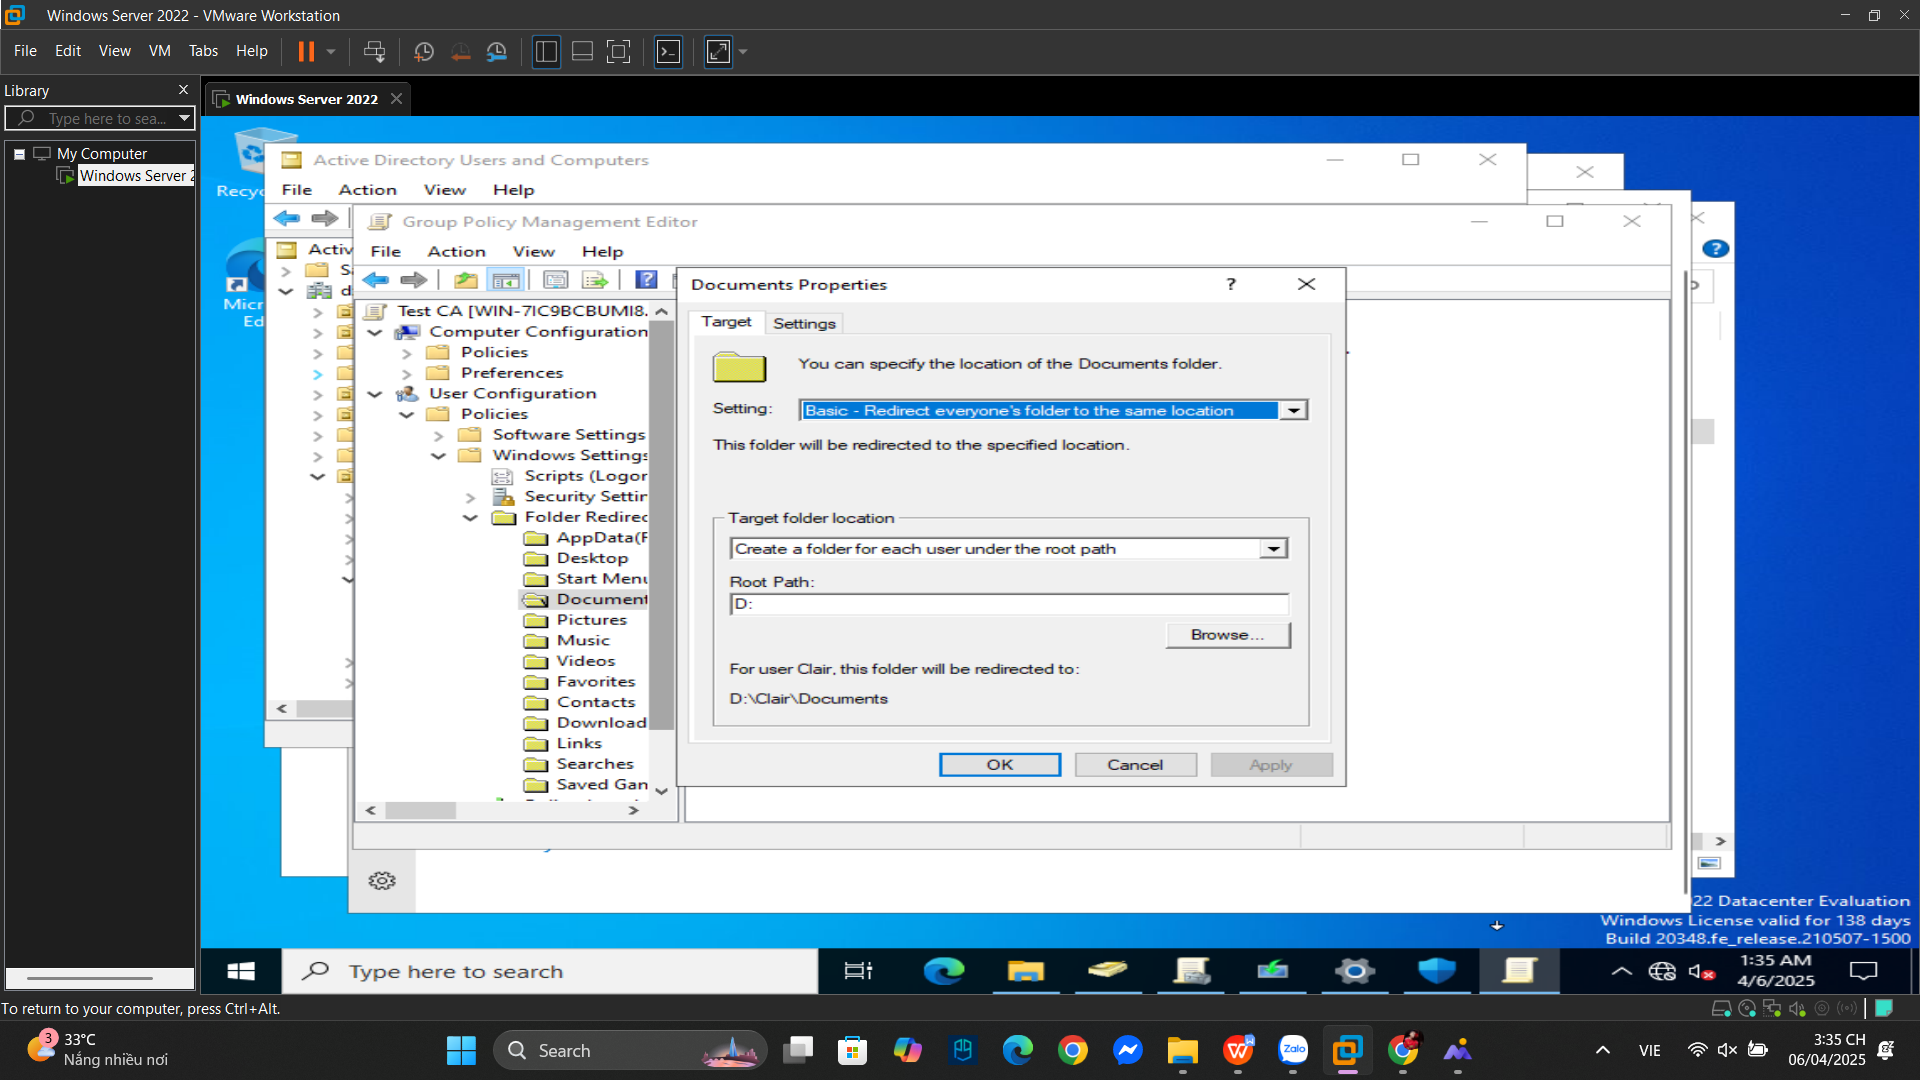 Windows Server 2022 - VMware Workstation
File Edit View VM Tabs Help
Library
Type here to sea...
My Computer
Windows Server 2
Windows Server 2022
Active Directory Users and Computers
File Action View Help
Group Policy Management Editor
File Action View Help
Test CA [WIN-7IC9BCBUMI8.
Computer Configuration
Policies
Preferences
User Configuration
Policies
Software Settings
Windows Settings
Scripts (Logor
Security Settin
Folder Redirec
AppData(R
Desktop
Start Menu
Document
Pictures
Music
Videos
Favorites
Contacts
Download
Links
Searches
Saved Gam
Documents Properties
Target Settings
You can specify the location of the Documents folder.
Setting: Basic - Redirect everyone's folder to the same location
This folder will be redirected to the specified location.
Target folder location
Create a folder for each user under the root path
Root Path:
D:
Browse...
For user Clair, this folder will be redirected to:
D:\Clair\Documents
OK Cancel Apply
22 Datacenter Evaluation
Windows License valid for 138 days
Build 20348.fe_release.210507-1500
Type here to search
1:35 AM
4/6/2025
To return to your computer, press Ctrl+Alt.
3
33°C
Nắng nhiều nơi
Search
Zalo
VIE
3:35 CH
06/04/2025